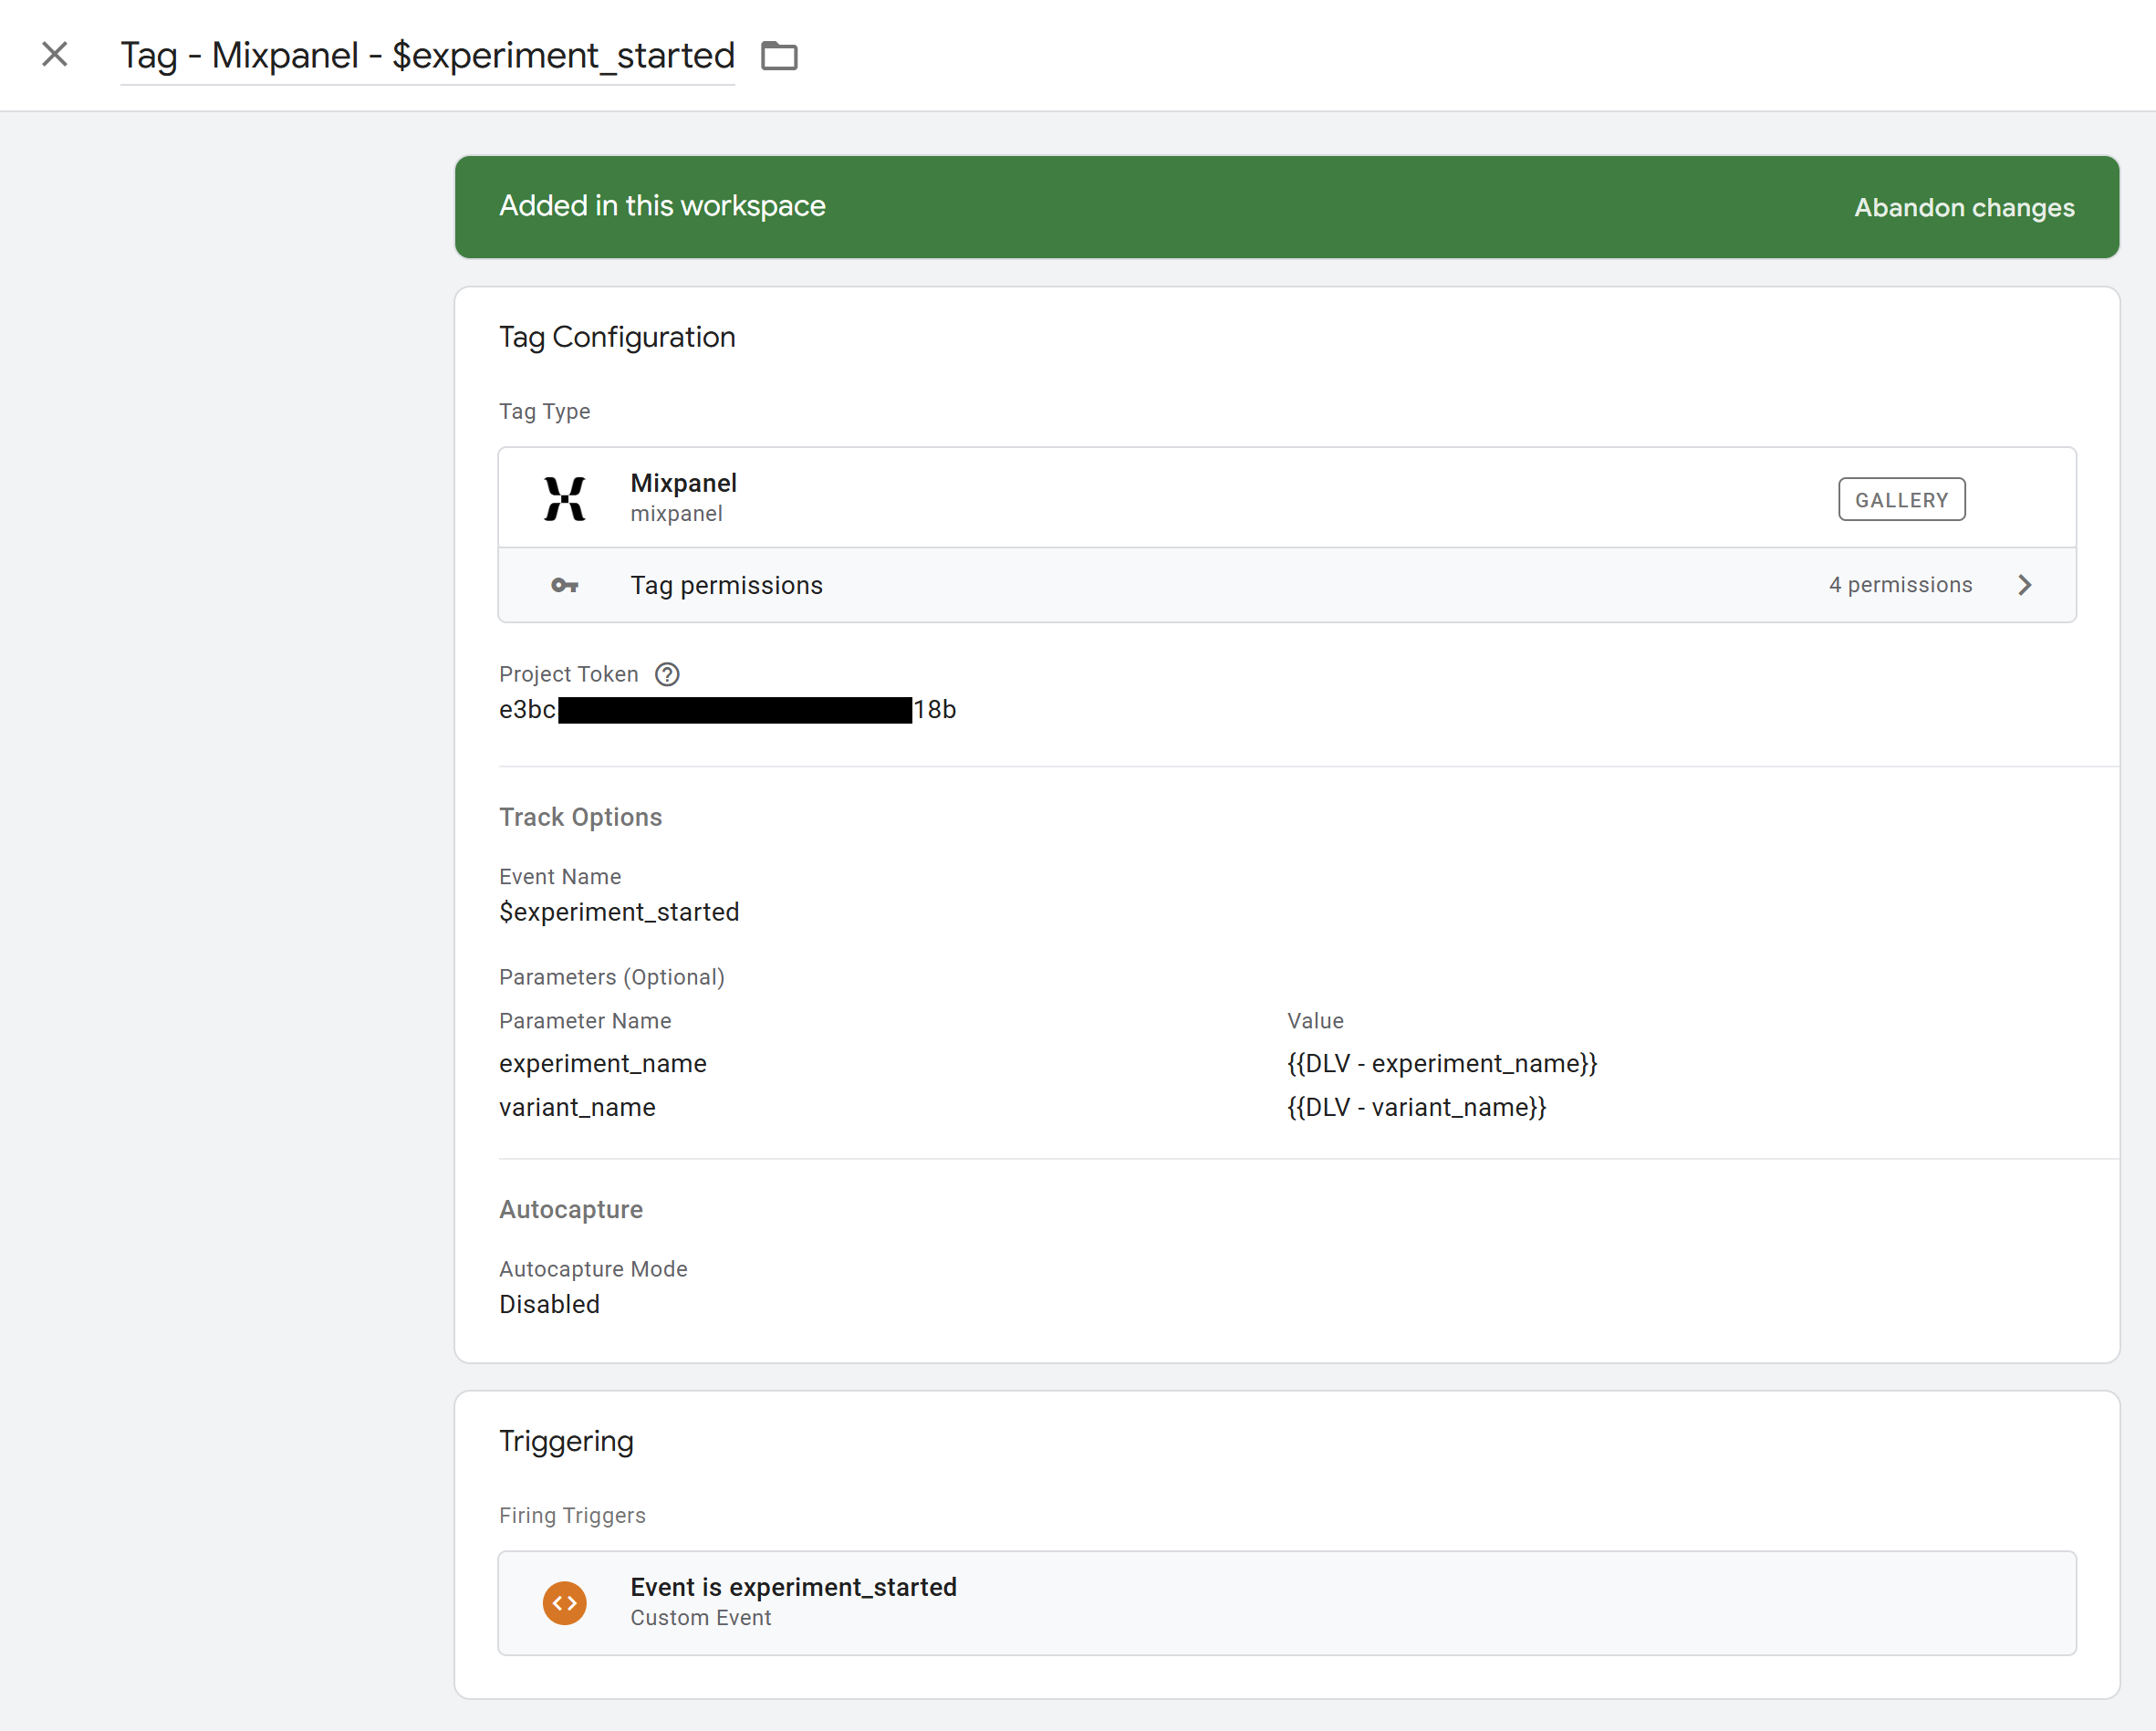 Tag - Mixpanel - $experiment_started
Added in this workspace
Abandon changes
Tag Configuration
Tag Type
Mixpanel
mixpanel
GALLERY
Tag permissions
4 permissions
Project Token
e3bc
18b
Track Options
Event Name
$experiment_started
Parameters (Optional)
Parameter Name
Value
experiment_name
{{DLV - experiment_name}}
variant_name
{{DLV - variant_name}}
Autocapture
Autocapture Mode
Disabled
Triggering
Firing Triggers
Event is experiment_started
Custom Event